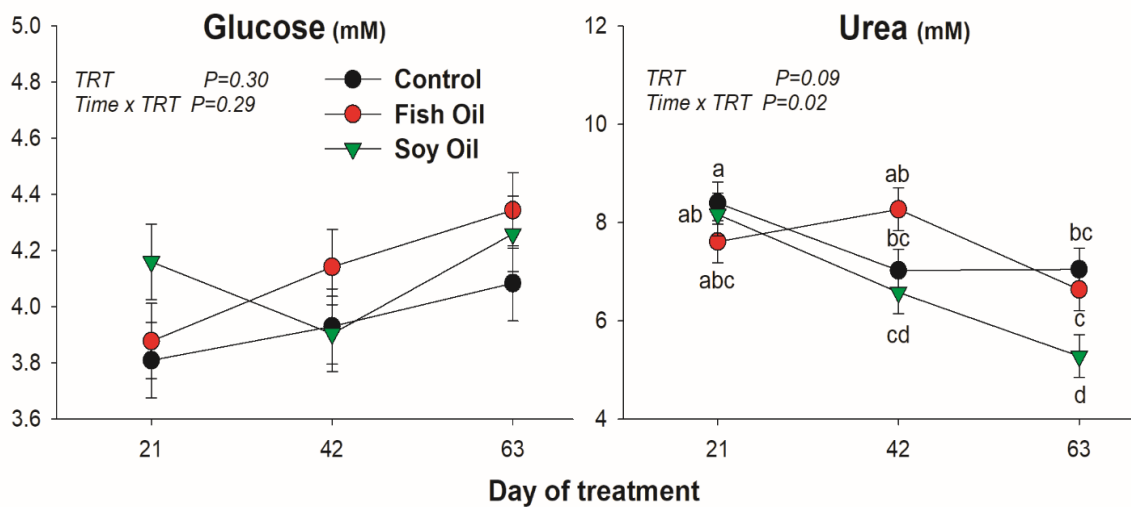 Glucose (mM)
TRT P=0.30
Time x TRT P=0.29
Control
Fish Oil
Soy Oil
5.0
4.8
4.6
4.4
4.2
4.0
3.8
3.6
21
42
63
Urea (mM)
TRT P=0.09
Time x TRT P=0.02
12
10
8
6
4
a
ab
ab
bc
bc
abc
c
cd
d
21
42
63
Day of treatment